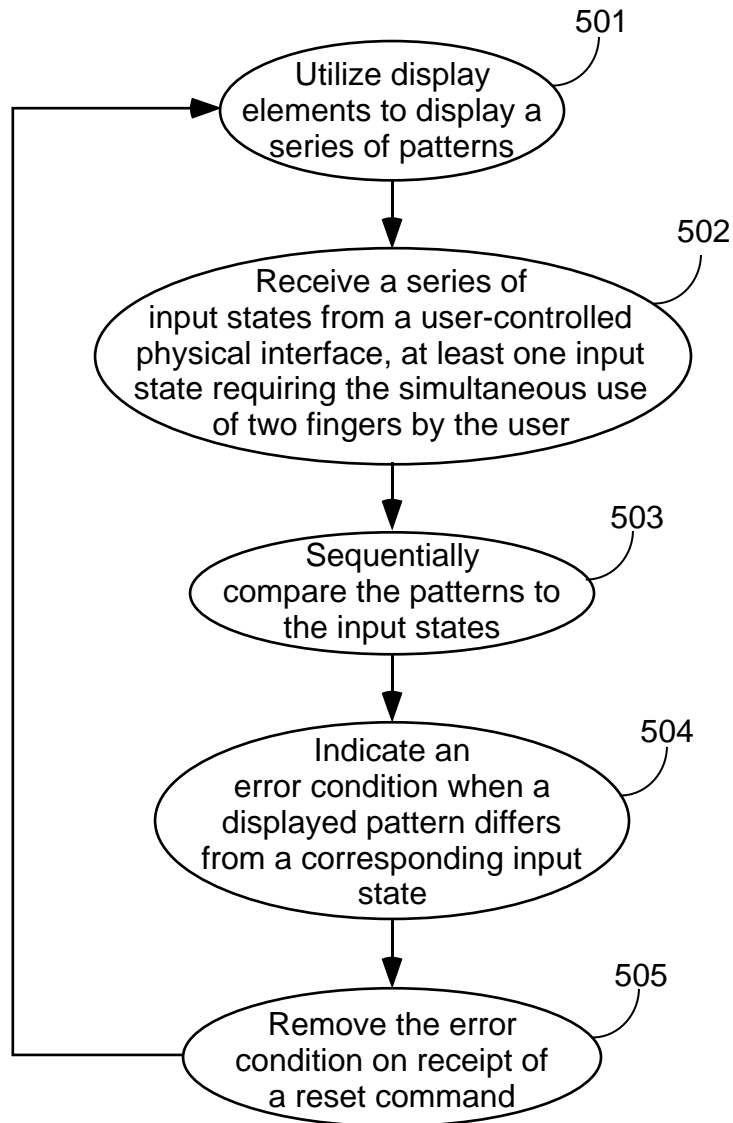 501
Utilize display
elements to display a
series of patterns
502
Receive a series of
input states from a user-controlled
physical interface, at least one input
state requiring the simultaneous use
of two fingers by the user
503
Sequentially
compare the patterns to
the input states
504
Indicate an
error condition when a
displayed pattern differs
from a corresponding input
state
505
Remove the error
condition on receipt of
a reset command